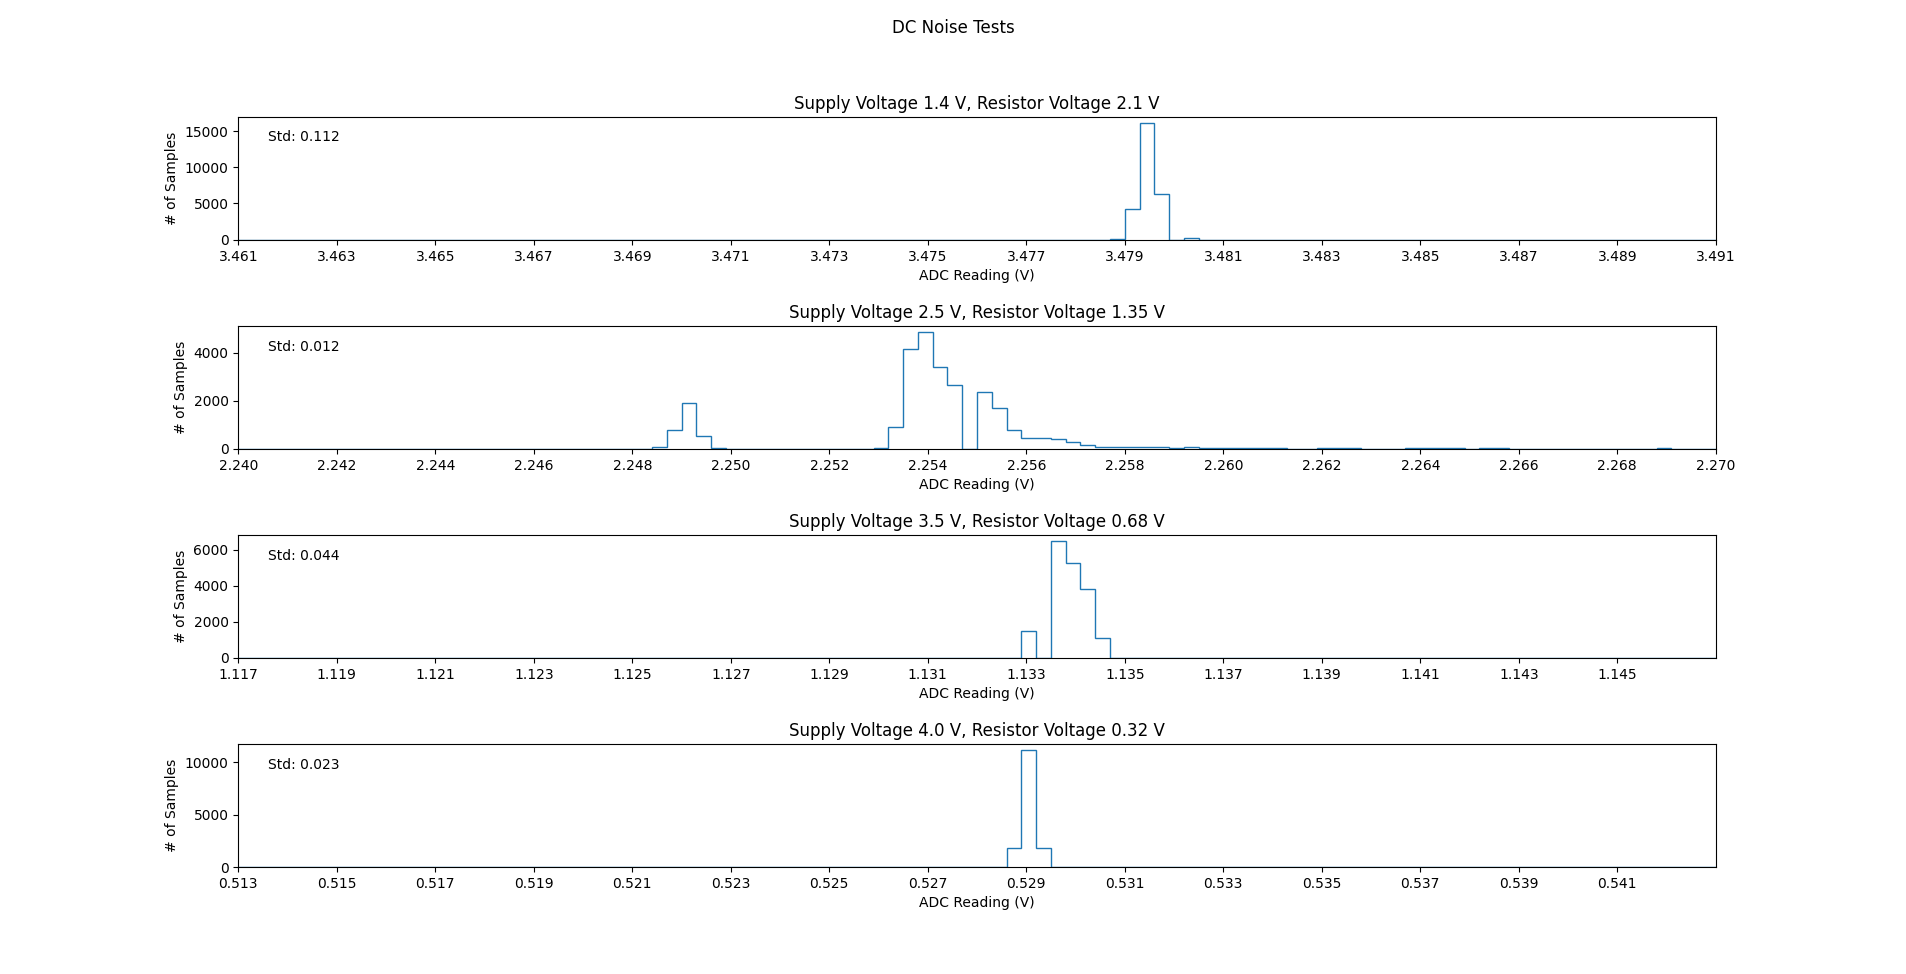 DC Noise Tests
Supply Voltage 1.4 V, Resistor Voltage 2.1 V
Std: 0.112
# of Samples
15000
10000
5000
0
3.461 3.463 3.465 3.467 3.469 3.471 3.473 3.475 3.477 3.479 3.481 3.483 3.485 3.487 3.489 3.491
ADC Reading (V)
Supply Voltage 2.5 V, Resistor Voltage 1.35 V
Std: 0.012
# of Samples
4000
2000
0
2.240 2.242 2.244 2.246 2.248 2.250 2.252 2.254 2.256 2.258 2.260 2.262 2.264 2.266 2.268 2.270
ADC Reading (V)
Supply Voltage 3.5 V, Resistor Voltage 0.68 V
Std: 0.044
# of Samples
6000
4000
2000
0
1.117 1.119 1.121 1.123 1.125 1.127 1.129 1.131 1.133 1.135 1.137 1.139 1.141 1.143 1.145
ADC Reading (V)
Supply Voltage 4.0 V, Resistor Voltage 0.32 V
Std: 0.023
# of Samples
10000
5000
0
0.513 0.515 0.517 0.519 0.521 0.523 0.525 0.527 0.529 0.531 0.533 0.535 0.537 0.539 0.541
ADC Reading (V)